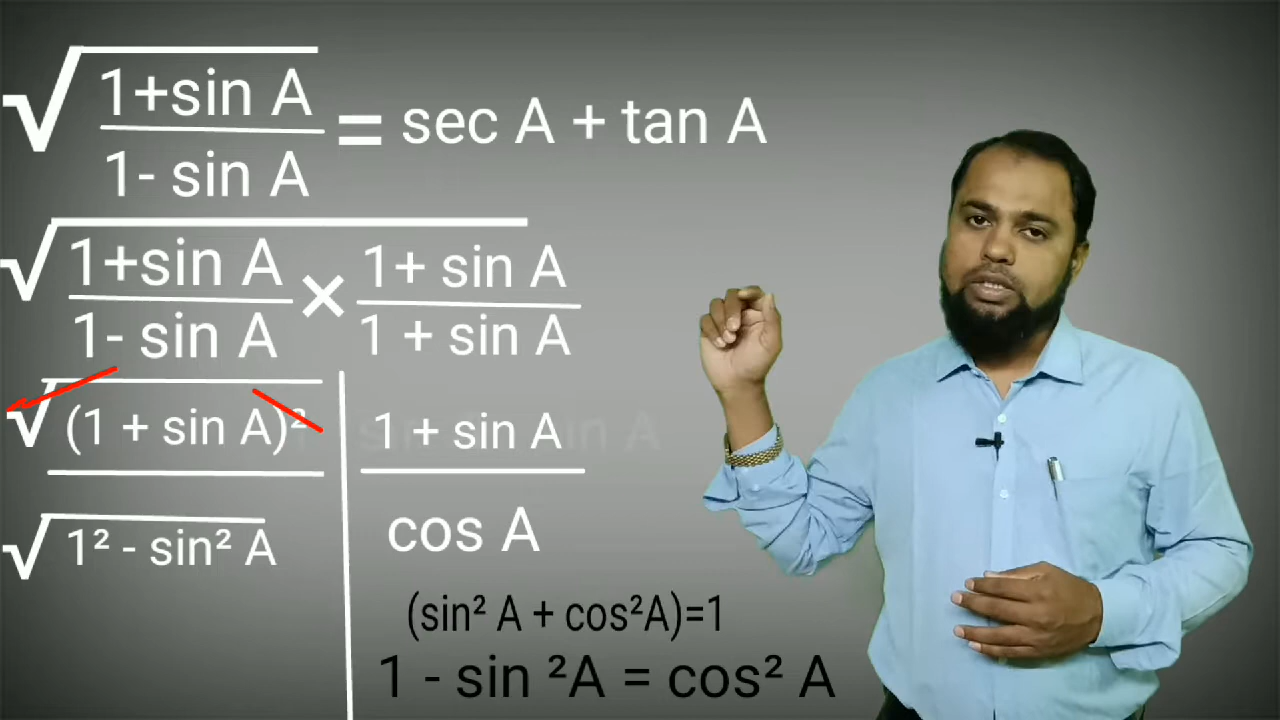 √(1+sin A / 1- sin A) = sec A + tan A
√(1+sin A / 1- sin A) × 1+ sin A / 1 + sin A
√(1 + sin A)²
√1² - sin² A
1 + sin A
cos A
(sin² A + cos²A)=1
1 - sin ²A = cos² A